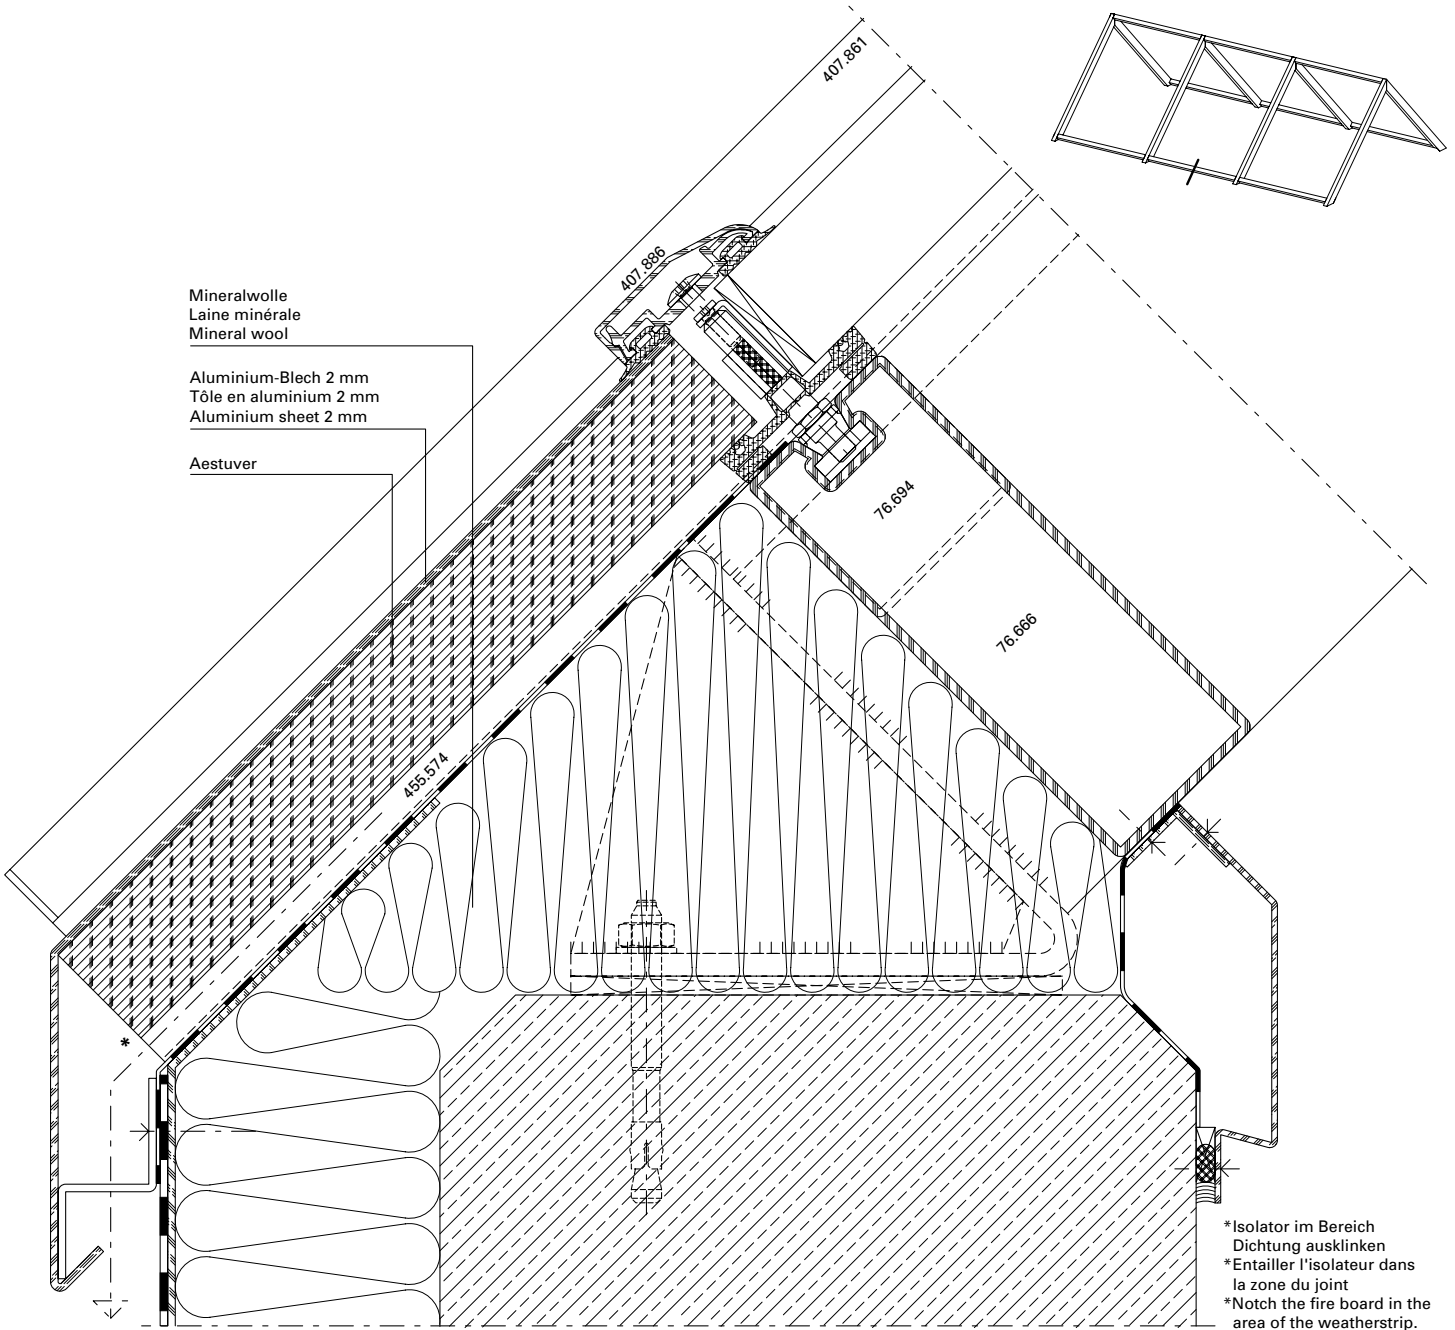 407.861
407.886
Mineralwolle
Laine minérale
Mineral wool
Aluminium-Blech 2 mm
Tôle en aluminium 2 mm
Aluminium sheet 2 mm
Aestuver
76.694
76.666
455.574
*
*Isolator im Bereich
Dichtung ausklinken
*Entailler l'isolateur dans
la zone du joint
*Notch the fire board in the
area of the weatherstrip.